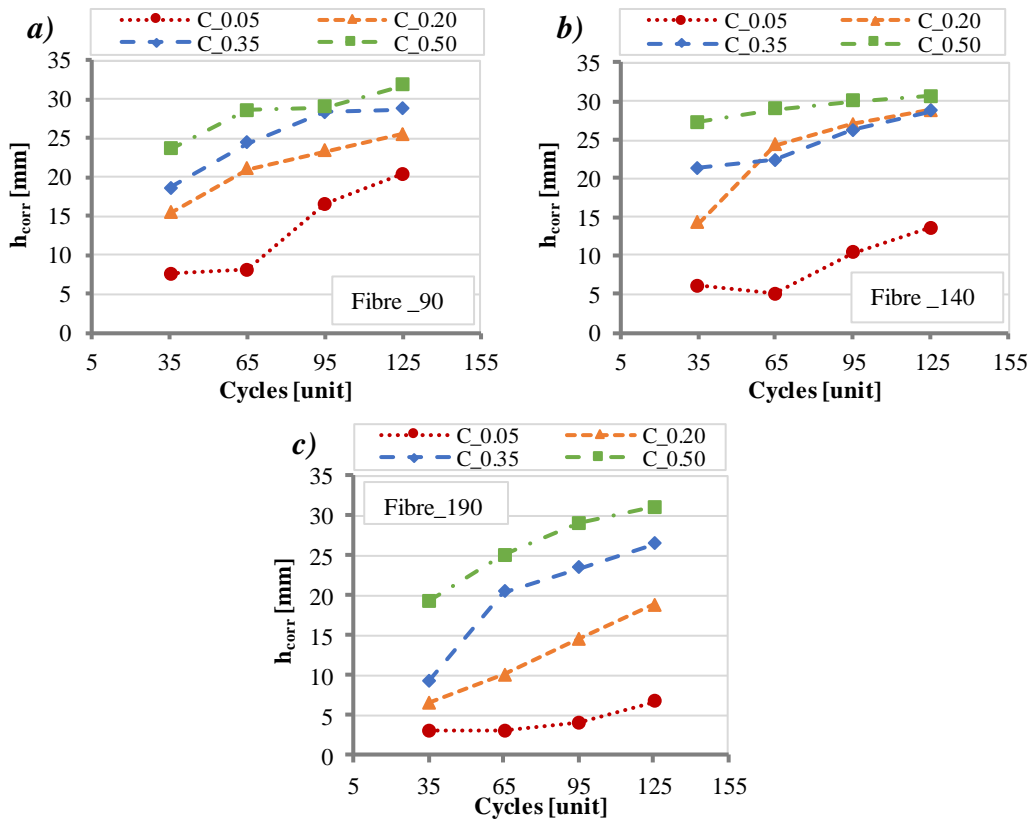 a)
C_0.05 C_0.20
C_0.35 C_0.50
35
30
25
20
15
10
5
0
h_corr [mm]
Fibre _90
5 35 65 95 125 155
Cycles [unit]
b)
C_0.05 C_0.20
C_0.35 C_0.50
35
30
25
20
15
10
5
0
h_corr [mm]
Fibre _140
5 35 65 95 125 155
Cycles [unit]
c)
C_0.05 C_0.20
C_0.35 C_0.50
35
30
25
20
15
10
5
0
h_corr [mm]
Fibre_190
5 35 65 95 125 155
Cycles [unit]